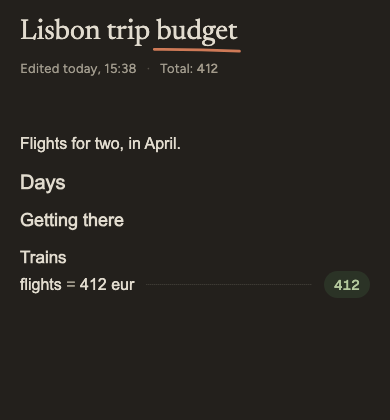 Lisbon trip budget
Edited today, 15:38 · Total: 412
Flights for two, in April.
Days
Getting there
Trains
flights = 412 eur 412